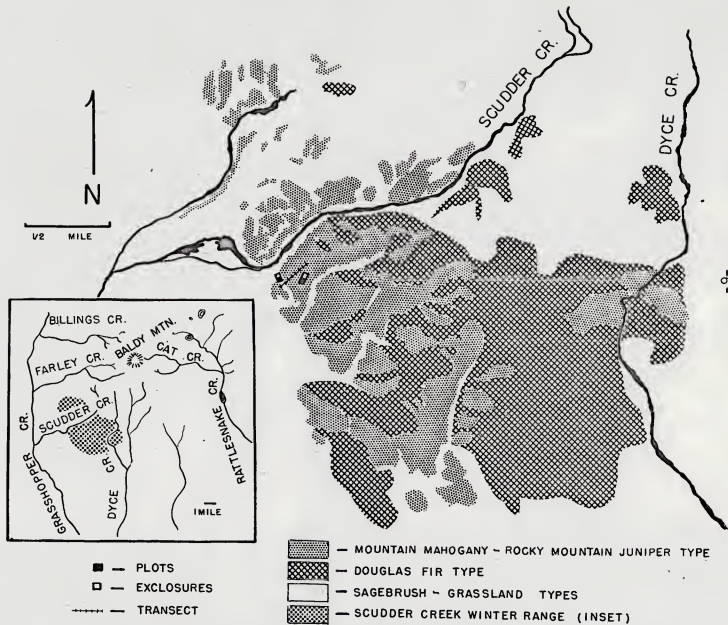 SCUDDER CR.
DYCE CR.
N
1/2 MILE
-9-
BILLINGS CR.
BALDY MTN.
FARLEY CR.
CAT CR.
SCUDDER CR.
GRASSHOPPER CR.
DYCE CR
RATTLESNAKE CR.
1 MILE
PLOTS
EXCLOSURES
TRANSECT
— MOUNTAIN MAHOGANY – ROCKY MOUNTAIN JUNIPER TYPE
— DOUGLAS FIR TYPE
— SAGEBRUSH – GRASSLAND TYPES
— SCUDDER CREEK WINTER RANGE (INSET)